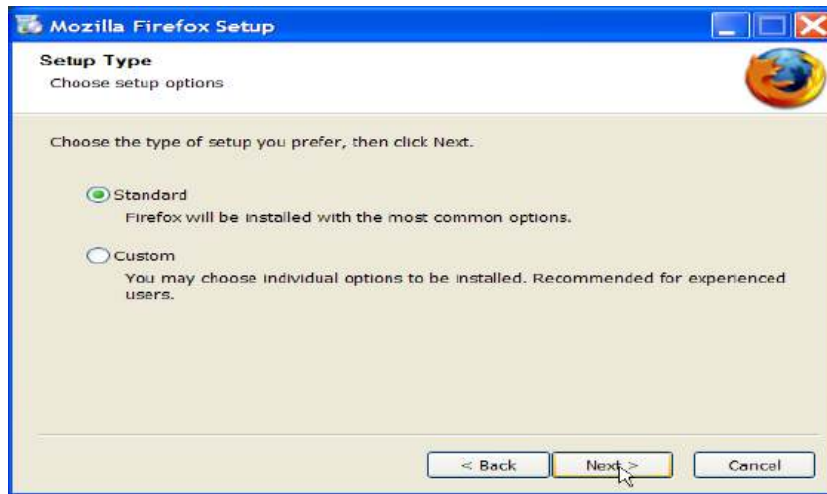 Mozilla Firefox Setup
Setup Type
Choose setup options
Choose the type of setup you prefer, then click Next.
Standard
Firefox will be installed with the most common options.
Custom
You may choose individual options to be installed. Recommended for experienced
users.
< Back
Next >
Cancel